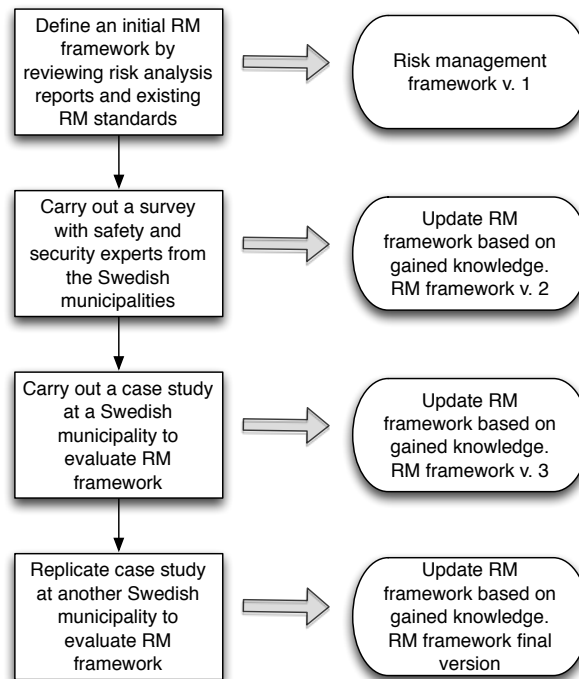 Define an initial RM
framework by
reviewing risk analysis
reports and existing
RM standards
Risk management
framework v. 1
Carry out a survey
with safety and
security experts from
the Swedish
municipalities
Update RM
framework based on
gained knowledge.
RM framework v. 2
Carry out a case study
at a Swedish
municipality to
evaluate RM
framework
Update RM
framework based on
gained knowledge.
RM framework v. 3
Replicate case study
at another Swedish
municipality to
evaluate RM
framework
Update RM
framework based on
gained knowledge.
RM framework final
version